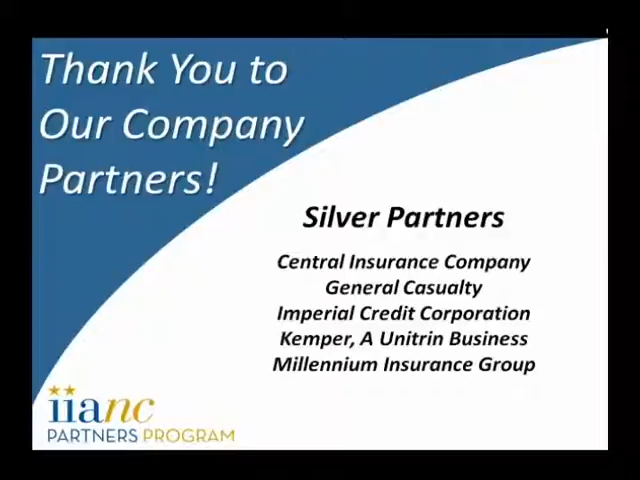 Thank You to
Our Company
Partners!
Silver Partners
Central Insurance Company
General Casualty
Imperial Credit Corporation
Kemper, A Unitrin Business
Millennium Insurance Group
iianc
PARTNERS PROGRAM